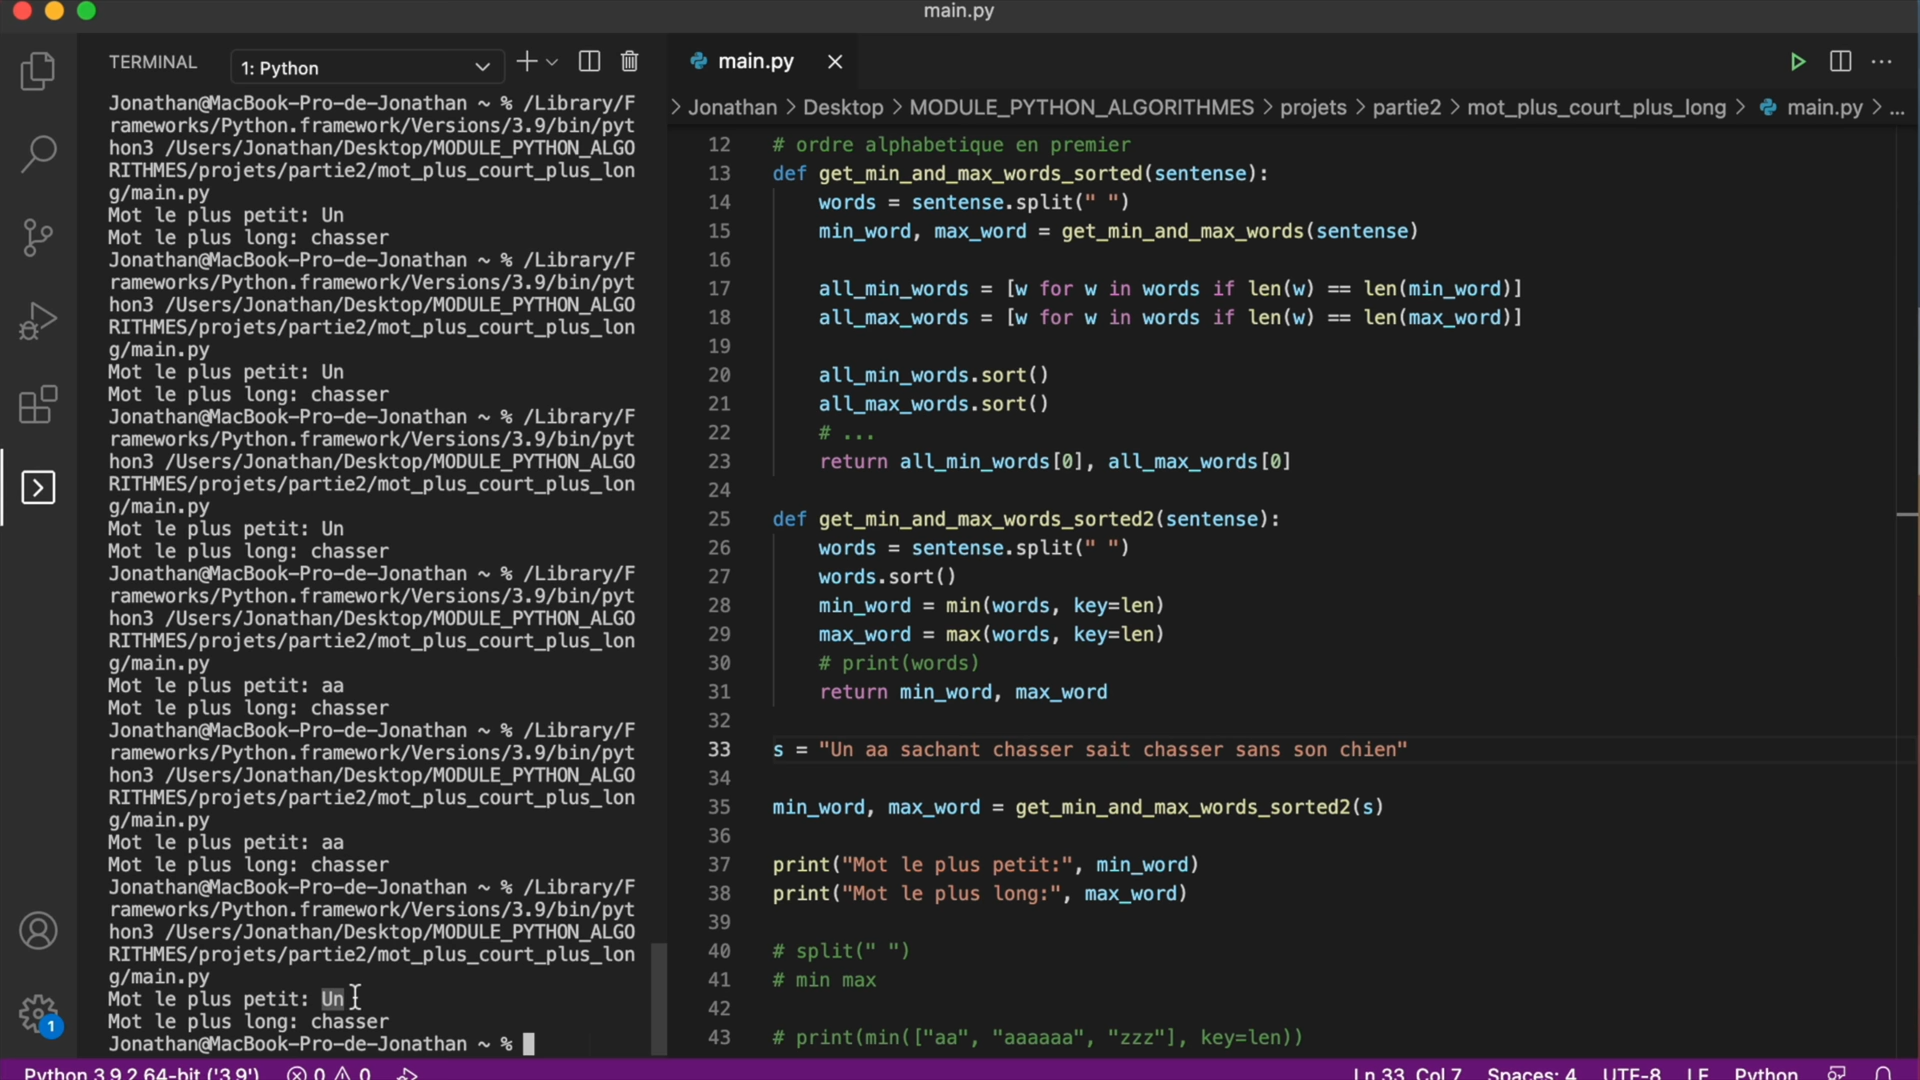 main.py
TERMINAL
1: Python
Jonathan@MacBook-Pro-de-Jonathan ~ % /Library/F
rameworks/Python.framework/Versions/3.9/bin/pyt
hon3 /Users/Jonathan/Desktop/MODULE_PYTHON_ALGO
RITHMES/projets/partie2/mot_plus_court_plus_lon
g/main.py
Mot le plus petit: Un
Mot le plus long: chasser
Jonathan@MacBook-Pro-de-Jonathan ~ % /Library/F
rameworks/Python.framework/Versions/3.9/bin/pyt
hon3 /Users/Jonathan/Desktop/MODULE_PYTHON_ALGO
RITHMES/projets/partie2/mot_plus_court_plus_lon
g/main.py
Mot le plus petit: Un
Mot le plus long: chasser
Jonathan@MacBook-Pro-de-Jonathan ~ % /Library/F
rameworks/Python.framework/Versions/3.9/bin/pyt
hon3 /Users/Jonathan/Desktop/MODULE_PYTHON_ALGO
RITHMES/projets/partie2/mot_plus_court_plus_lon
g/main.py
Mot le plus petit: Un
Mot le plus long: chasser
Jonathan@MacBook-Pro-de-Jonathan ~ % /Library/F
rameworks/Python.framework/Versions/3.9/bin/pyt
hon3 /Users/Jonathan/Desktop/MODULE_PYTHON_ALGO
RITHMES/projets/partie2/mot_plus_court_plus_lon
g/main.py
Mot le plus petit: aa
Mot le plus long: chasser
Jonathan@MacBook-Pro-de-Jonathan ~ % /Library/F
rameworks/Python.framework/Versions/3.9/bin/pyt
hon3 /Users/Jonathan/Desktop/MODULE_PYTHON_ALGO
RITHMES/projets/partie2/mot_plus_court_plus_lon
g/main.py
Mot le plus petit: aa
Mot le plus long: chasser
Jonathan@MacBook-Pro-de-Jonathan ~ % /Library/F
rameworks/Python.framework/Versions/3.9/bin/pyt
hon3 /Users/Jonathan/Desktop/MODULE_PYTHON_ALGO
RITHMES/projets/partie2/mot_plus_court_plus_lon
g/main.py
Mot le plus petit: Un
Mot le plus long: chasser
Jonathan@MacBook-Pro-de-Jonathan ~ %
main.py
> Jonathan > Desktop > MODULE_PYTHON_ALGORITHMES > projets > partie2 > mot_plus_court_plus_long > main.py > ...
12 # ordre alphabetique en premier
13 def get_min_and_max_words_sorted(sentense):
14 words = sentense.split(" ")
15 min_word, max_word = get_min_and_max_words(sentense)
16
17 all_min_words = [w for w in words if len(w) == len(min_word)]
18 all_max_words = [w for w in words if len(w) == len(max_word)]
19
20 all_min_words.sort()
21 all_max_words.sort()
22 # ...
23 return all_min_words[0], all_max_words[0]
24
25 def get_min_and_max_words_sorted2(sentense):
26 words = sentense.split(" ")
27 words.sort()
28 min_word = min(words, key=len)
29 max_word = max(words, key=len)
30 # print(words)
31 return min_word, max_word
32
33 s = "Un aa sachant chasser sait chasser sans son chien"
34
35 min_word, max_word = get_min_and_max_words_sorted2(s)
36
37 print("Mot le plus petit:", min_word)
38 print("Mot le plus long:", max_word)
39
40 # split(" ")
41 # min max
42
43 # print(min(["aa", "aaaaaa", "zzz"], key=len))
1
Python 3.9.2 64-bit ('3.9') 0 0 Ln 33, Col 7 Spaces: 4 UTF-8 LF Python